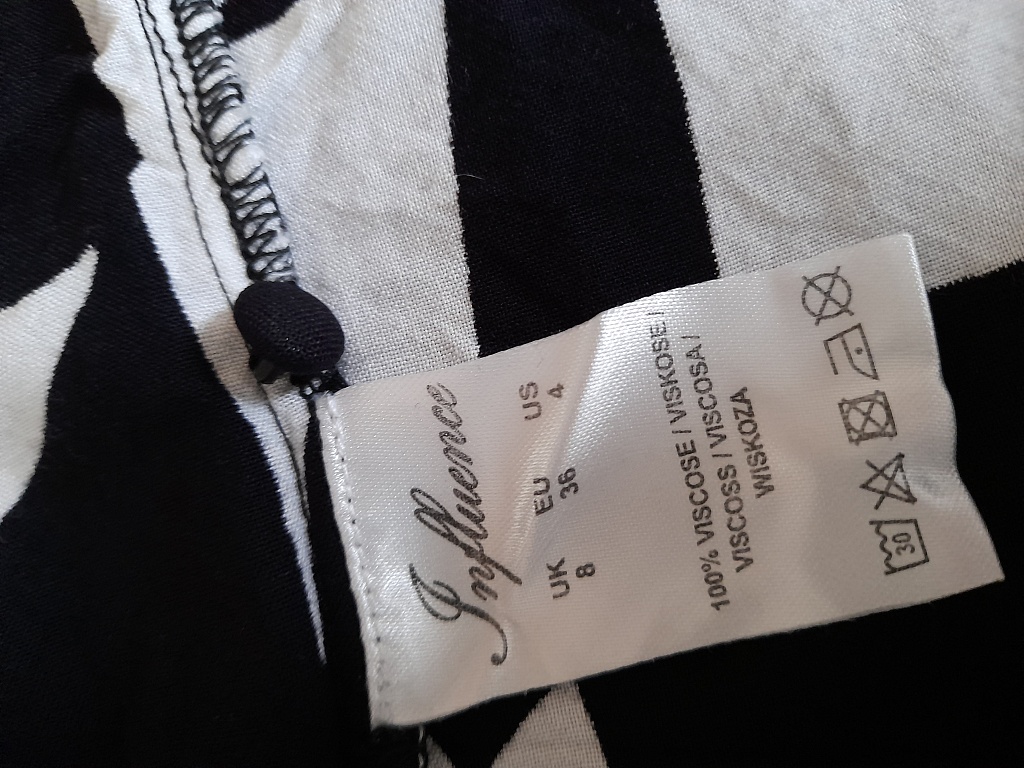 Influence
UK EU US
8 36 4
100% VISCOSE / VISKOSE /
VISCOSS / VISCOSA /
WISKOZA
30